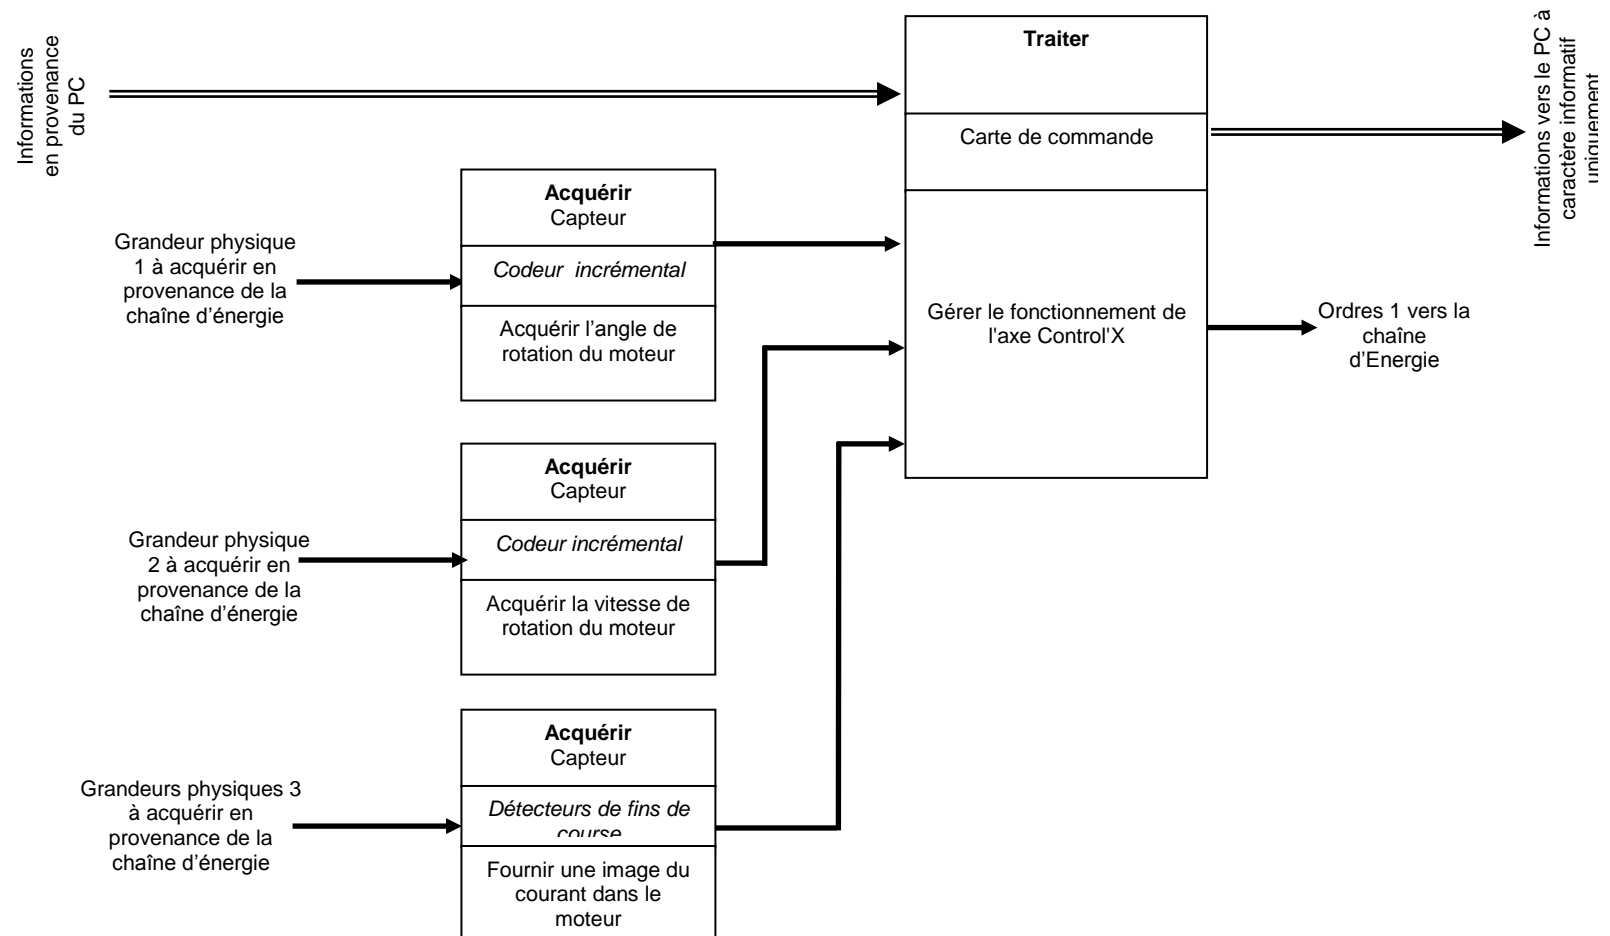 Informations
en provenance
du PC
Traiter
Carte de commande
Gérer le fonctionnement de
l'axe Control'X
Informations vers le PC à
caractère informatif
uniquement
Acquérir
Capteur
Codeur incrémental
Acquérir l'angle de
rotation du moteur
Grandeur physique
1 à acquérir en
provenance de la
chaîne d'énergie
Ordres 1 vers la
chaîne
d'Energie
Acquérir
Capteur
Codeur incrémental
Acquérir la vitesse de
rotation du moteur
Grandeur physique
2 à acquérir en
provenance de la
chaîne d'énergie
Acquérir
Capteur
Détecteurs de fins de
course
Fournir une image du
courant dans le
moteur
Grandeurs physiques 3
à acquérir en
provenance de la
chaîne d'énergie